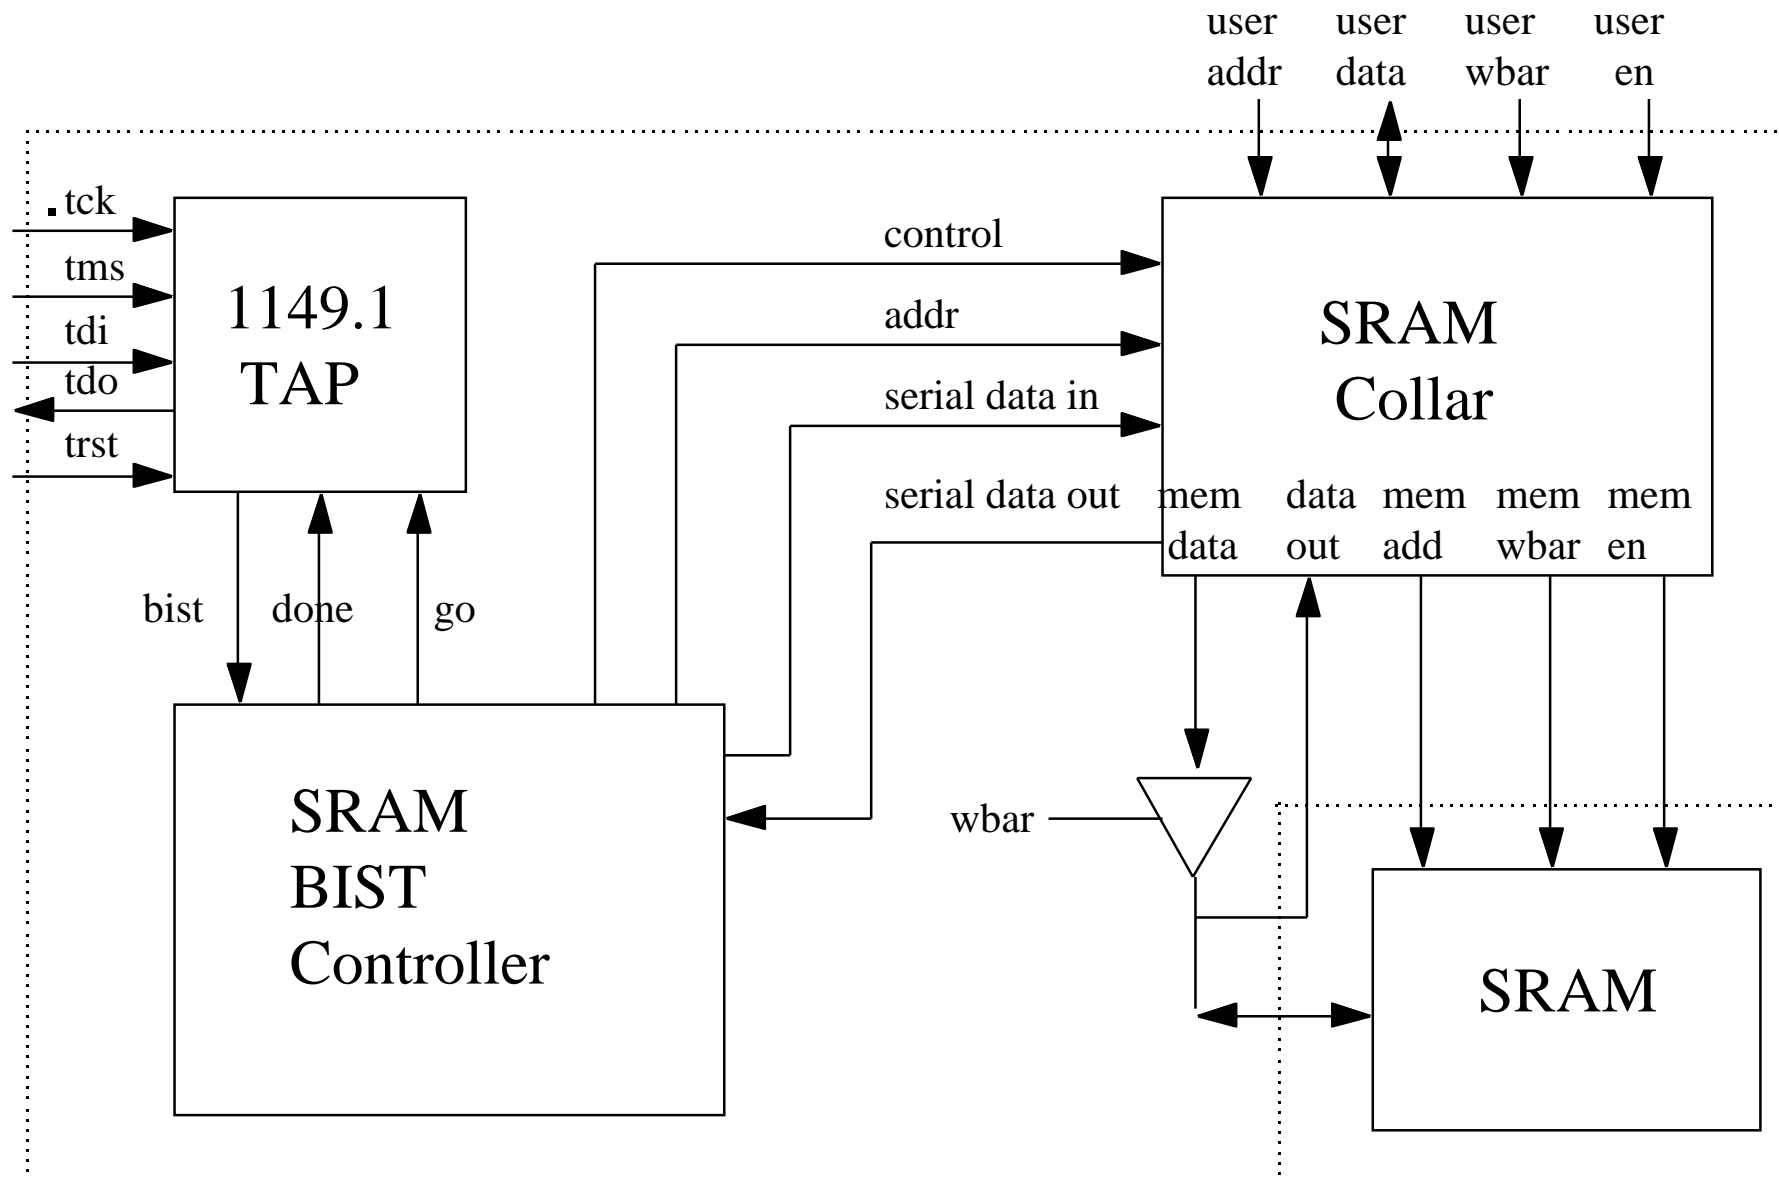 user user user user
addr data wbar en
tck
tms
tdi
tdo
trst
1149.1
TAP
control
addr
serial data in
serial data out
SRAM
Collar
mem data mem mem mem
data out add wbar en
bist done go
SRAM
BIST
Controller
wbar
SRAM